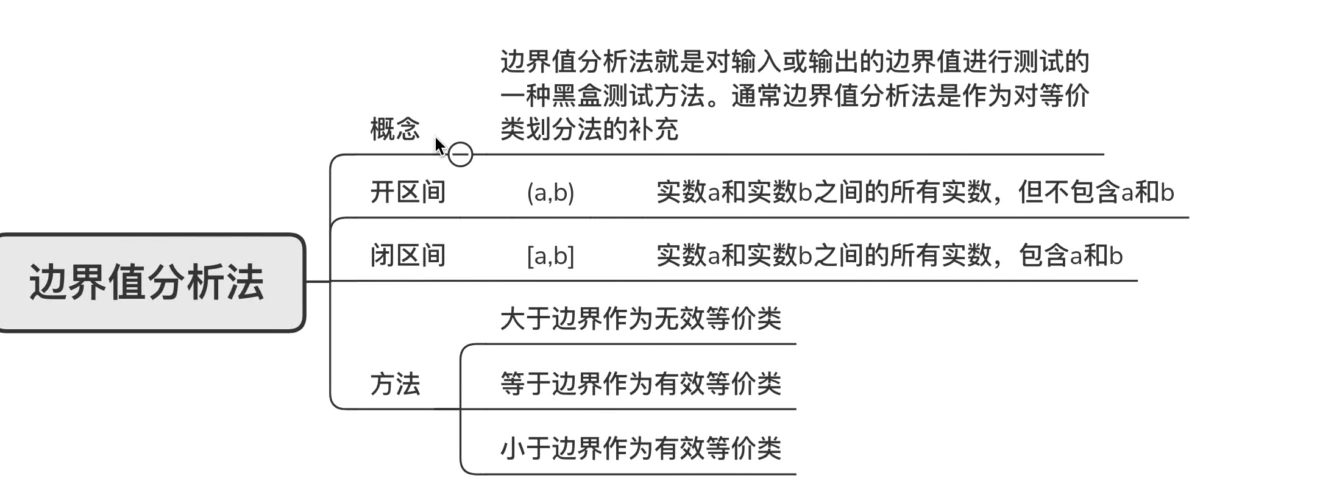 边界值分析法就是对输入或输出的边界值进行测试的
一种黑盒测试方法。通常边界值分析法是作为对等价
类划分法的补充
概念
开区间 (a,b) 实数a和实数b之间的所有实数，但不包含a和b
闭区间 [a,b] 实数a和实数b之间的所有实数，包含a和b
边界值分析法
大于边界作为无效等价类
方法
等于边界作为有效等价类
小于边界作为有效等价类